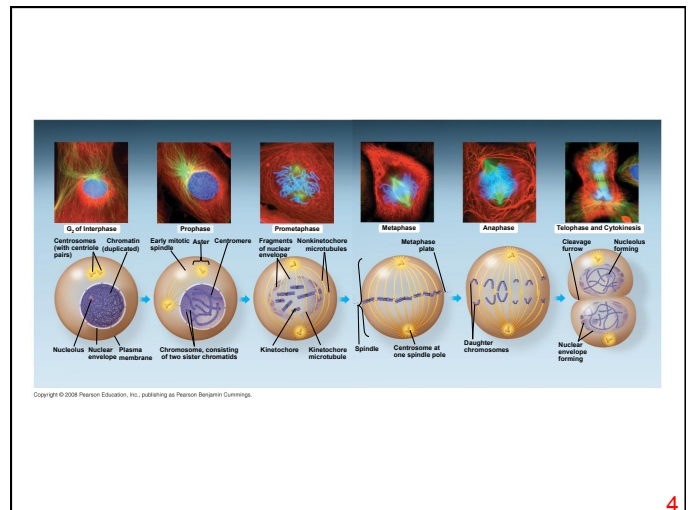 G₂ of Interphase
Prophase
Prometaphase
Metaphase
Anaphase
Telophase and Cytokinesis
Centrosomes
(with centriole
pairs)
Chromatin
(duplicated)
Early mitotic
spindle
Aster
Centromere
Fragments
of nuclear
envelope
Nonkinetochore
microtubules
Metaphase
plate
Cleavage
furrow
Nucleolus
forming
Nucleolus
Nuclear
envelope
Plasma
membrane
Chromosome, consisting
of two sister chromatids
Kinetochore
Kinetochore
microtubule
Spindle
Centrosome at
one spindle pole
Daughter
chromosomes
Nuclear
envelope
forming
Copyright © 2008 Pearson Education, Inc., publishing as Pearson Benjamin Cummings.
4